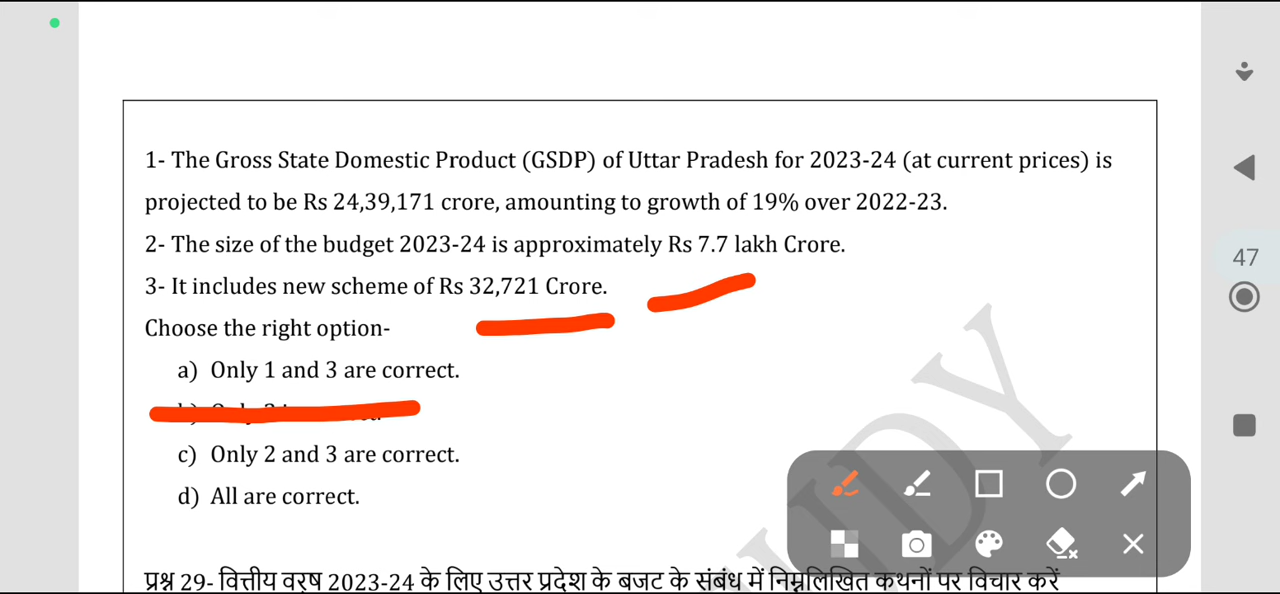 1- The Gross State Domestic Product (GSDP) of Uttar Pradesh for 2023-24 (at current prices) is
projected to be Rs 24,39,171 crore, amounting to growth of 19% over 2022-23.
2- The size of the budget 2023-24 is approximately Rs 7.7 lakh Crore.
3- It includes new scheme of Rs 32,721 Crore.
Choose the right option-
a) Only 1 and 3 are correct.
c) Only 2 and 3 are correct.
d) All are correct.
प्रश्न 29- वित्तीय वर्ष 2023-24 के लिए उत्तर प्रदेश के बजट के संबंध में निम्नलिखित कथनों पर विचार करें
47